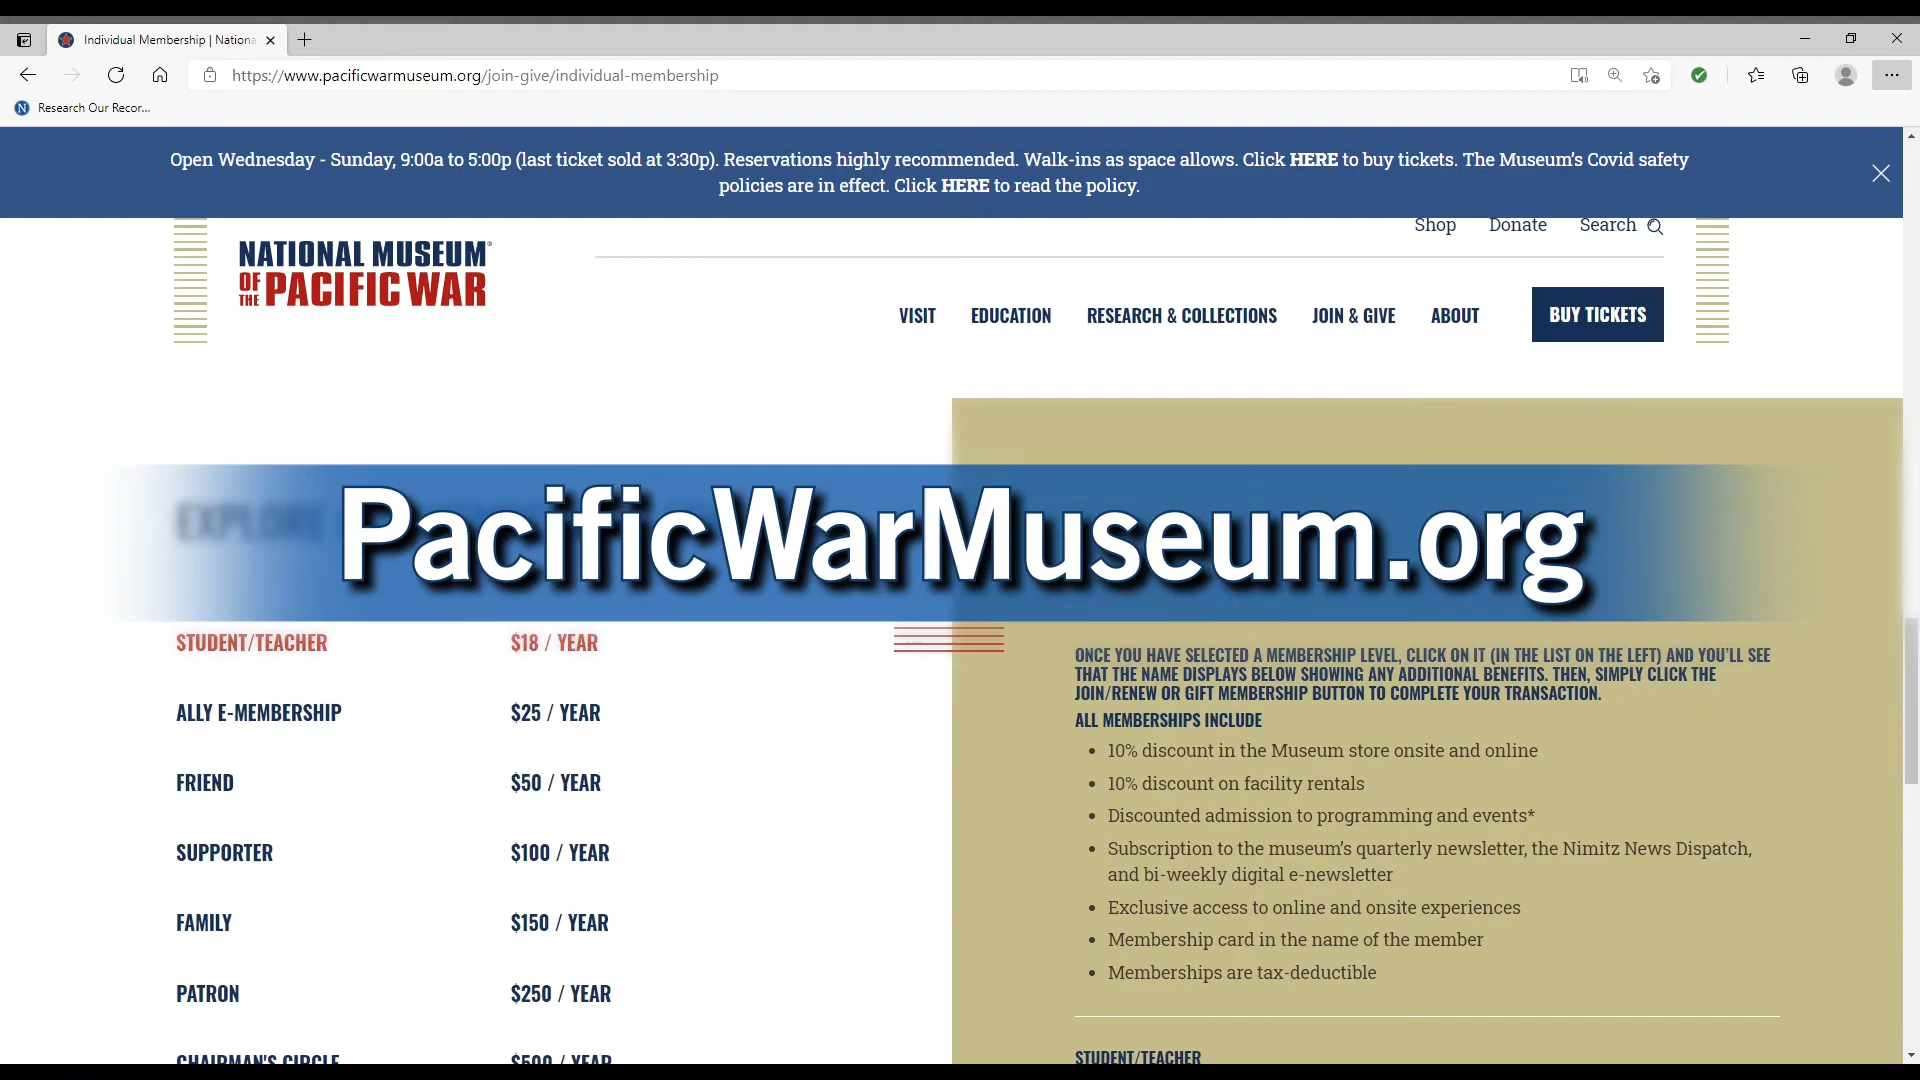 Individual Membership | Nationa
https://www.pacificwarmuseum.org/join-give/individual-membership
Research Our Recor...
Open Wednesday - Sunday, 9:00a to 5:00p (last ticket sold at 3:30p). Reservations highly recommended. Walk-ins as space allows. Click HERE to buy tickets. The Museum's Covid safety
policies are in effect. Click HERE to read the policy.
Shop Donate Search
NATIONAL MUSEUM®
OF THE PACIFIC WAR
VISIT EDUCATION RESEARCH & COLLECTIONS JOIN & GIVE ABOUT BUY TICKETS
EXPLORE
PacificWarMuseum.org
STUDENT/TEACHER $18 / YEAR
ALLY E-MEMBERSHIP $25 / YEAR
FRIEND $50 / YEAR
SUPPORTER $100 / YEAR
FAMILY $150 / YEAR
PATRON $250 / YEAR
CHAIRMAN'S CIRCLE $500 / YEAR
ONCE YOU HAVE SELECTED A MEMBERSHIP LEVEL, CLICK ON IT (IN THE LIST ON THE LEFT) AND YOU'LL SEE
THAT THE NAME DISPLAYS BELOW SHOWING ANY ADDITIONAL BENEFITS. THEN, SIMPLY CLICK THE
JOIN/RENEW OR GIFT MEMBERSHIP BUTTON TO COMPLETE YOUR TRANSACTION.
ALL MEMBERSHIPS INCLUDE
• 10% discount in the Museum store onsite and online
• 10% discount on facility rentals
• Discounted admission to programming and events*
• Subscription to the museum's quarterly newsletter, the Nimitz News Dispatch,
and bi-weekly digital e-newsletter
• Exclusive access to online and onsite experiences
• Membership card in the name of the member
• Memberships are tax-deductible
STUDENT/TEACHER